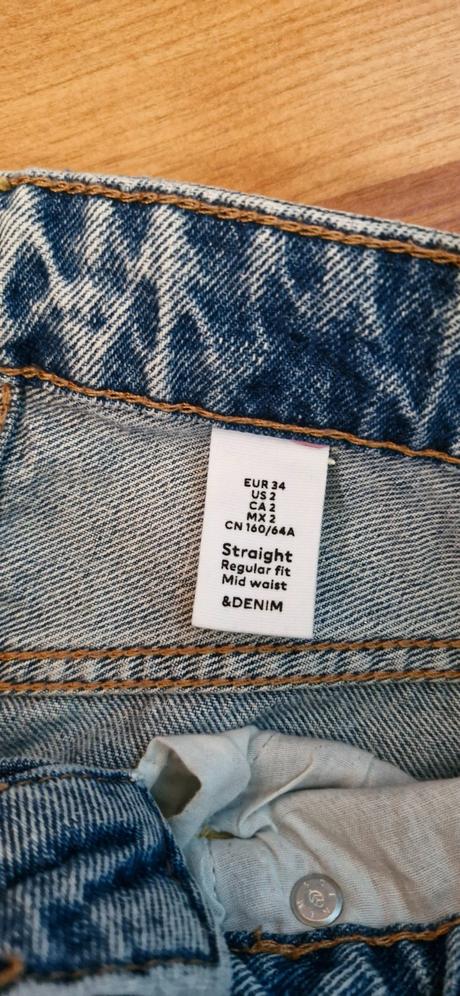 EUR 34
US 2
CA 2
MX 2
CN 160/64A
Straight
Regular fit
Mid waist
&DENIM